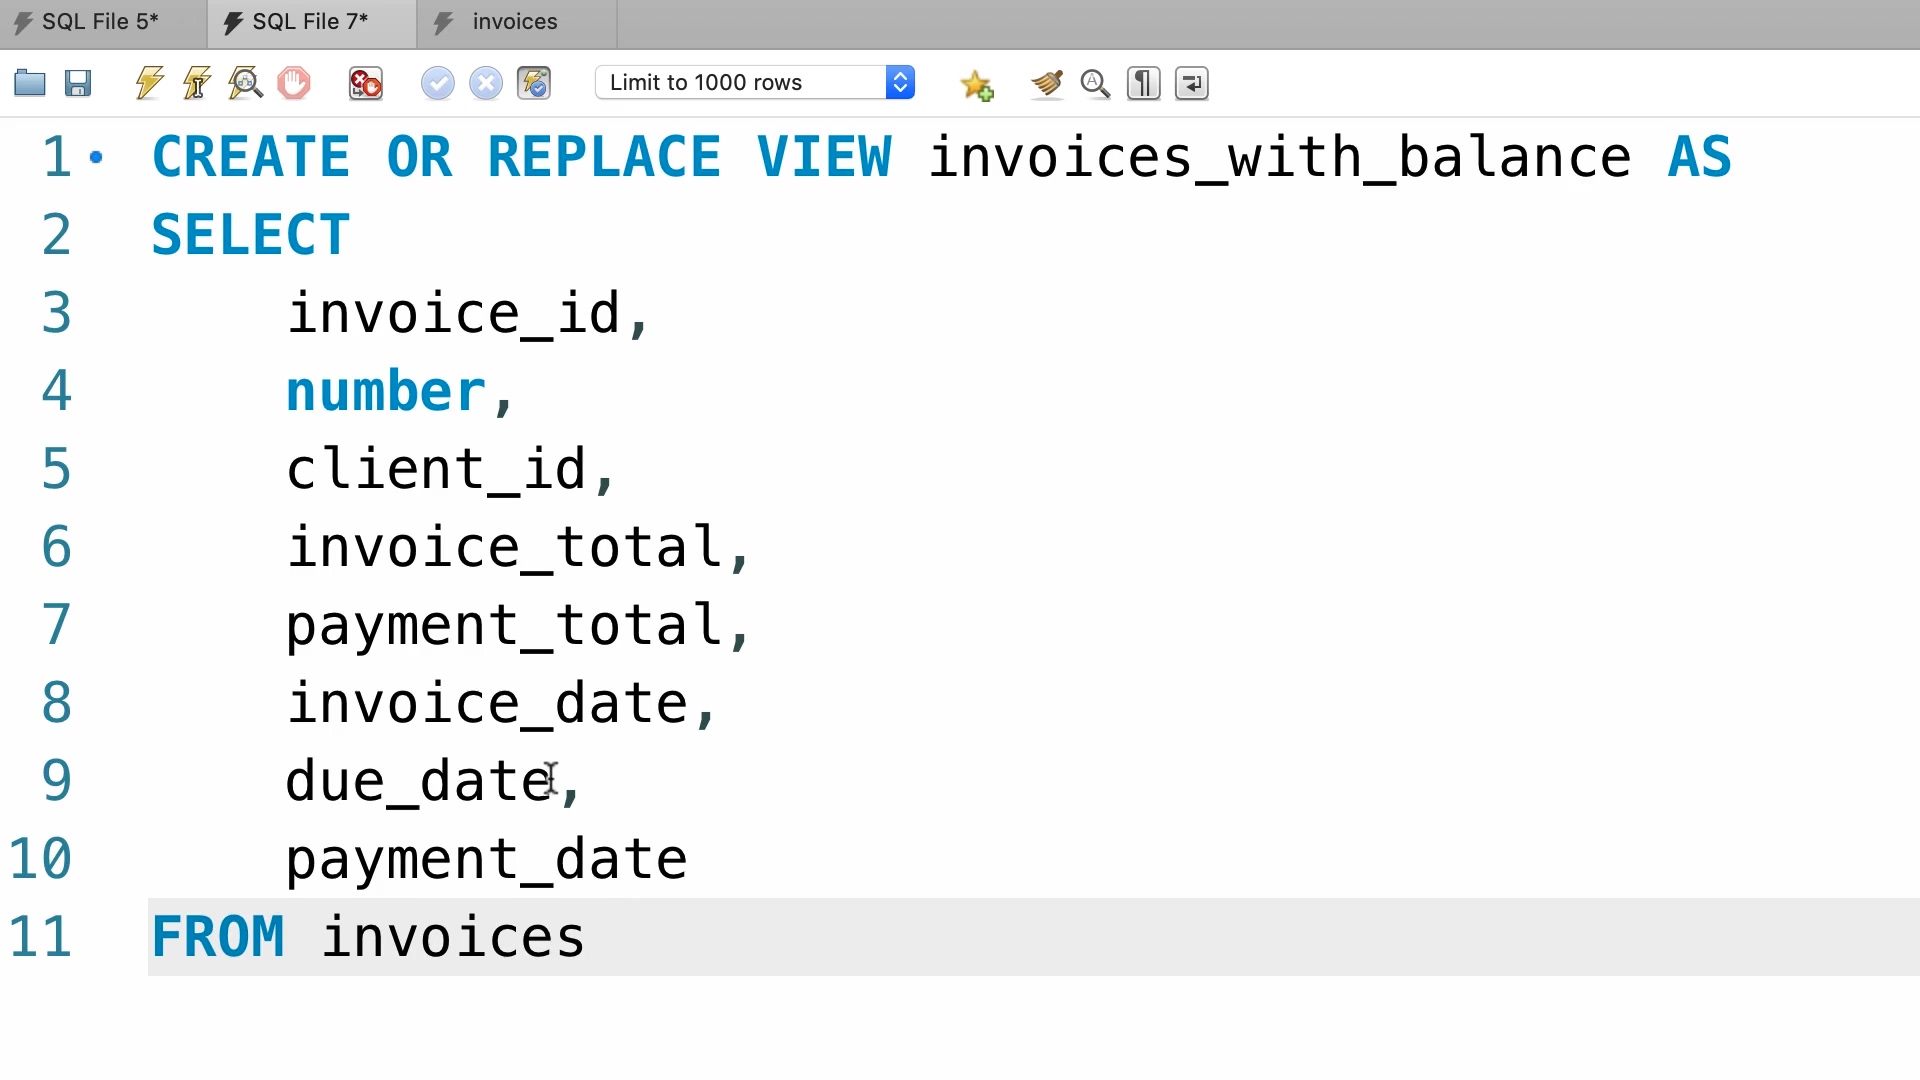 SQL File 5* SQL File 7* invoices
Limit to 1000 rows
1 CREATE OR REPLACE VIEW invoices_with_balance AS
2 SELECT
3 invoice_id,
4 number,
5 client_id,
6 invoice_total,
7 payment_total,
8 invoice_date,
9 due_date,
10 payment_date
11 FROM invoices